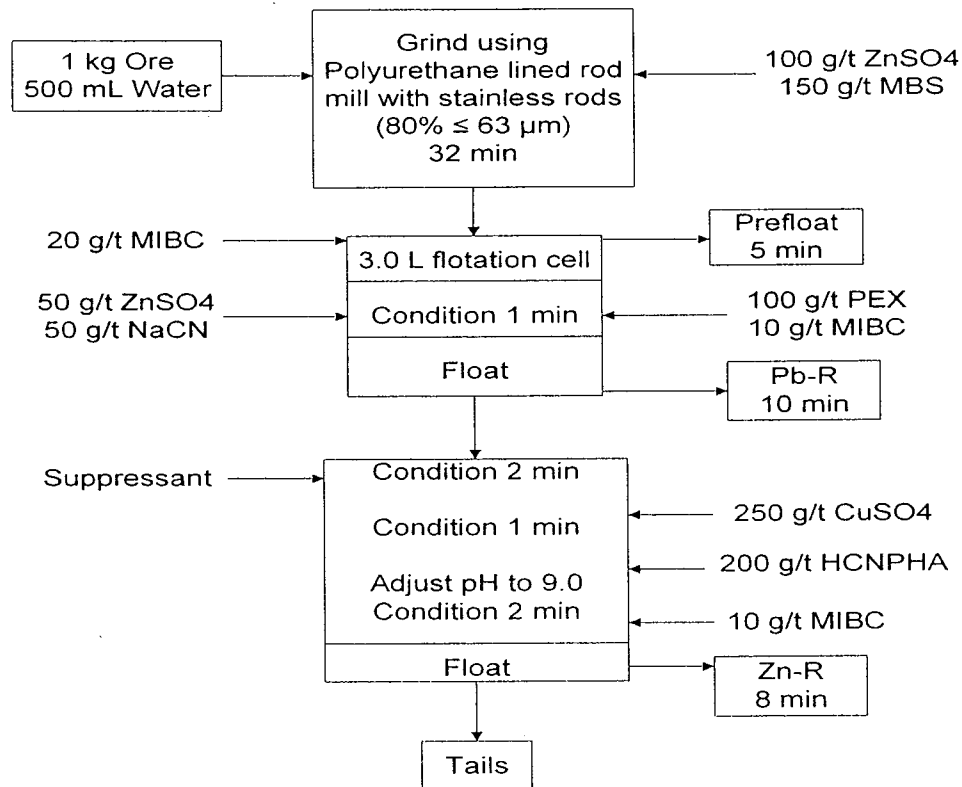 1 kg Ore
500 mL Water
Grind using
Polyurethane lined rod
mill with stainless rods
(80% ≤ 63 µm)
32 min
100 g/t ZnSO4
150 g/t MBS
20 g/t MIBC
3.0 L flotation cell
Prefloat
5 min
50 g/t ZnSO4
50 g/t NaCN
Condition 1 min
100 g/t PEX
10 g/t MIBC
Float
Pb-R
10 min
Suppressant
Condition 2 min
250 g/t CuSO4
Condition 1 min
200 g/t HCNPHA
Adjust pH to 9.0
Condition 2 min
10 g/t MIBC
Float
Zn-R
8 min
Tails